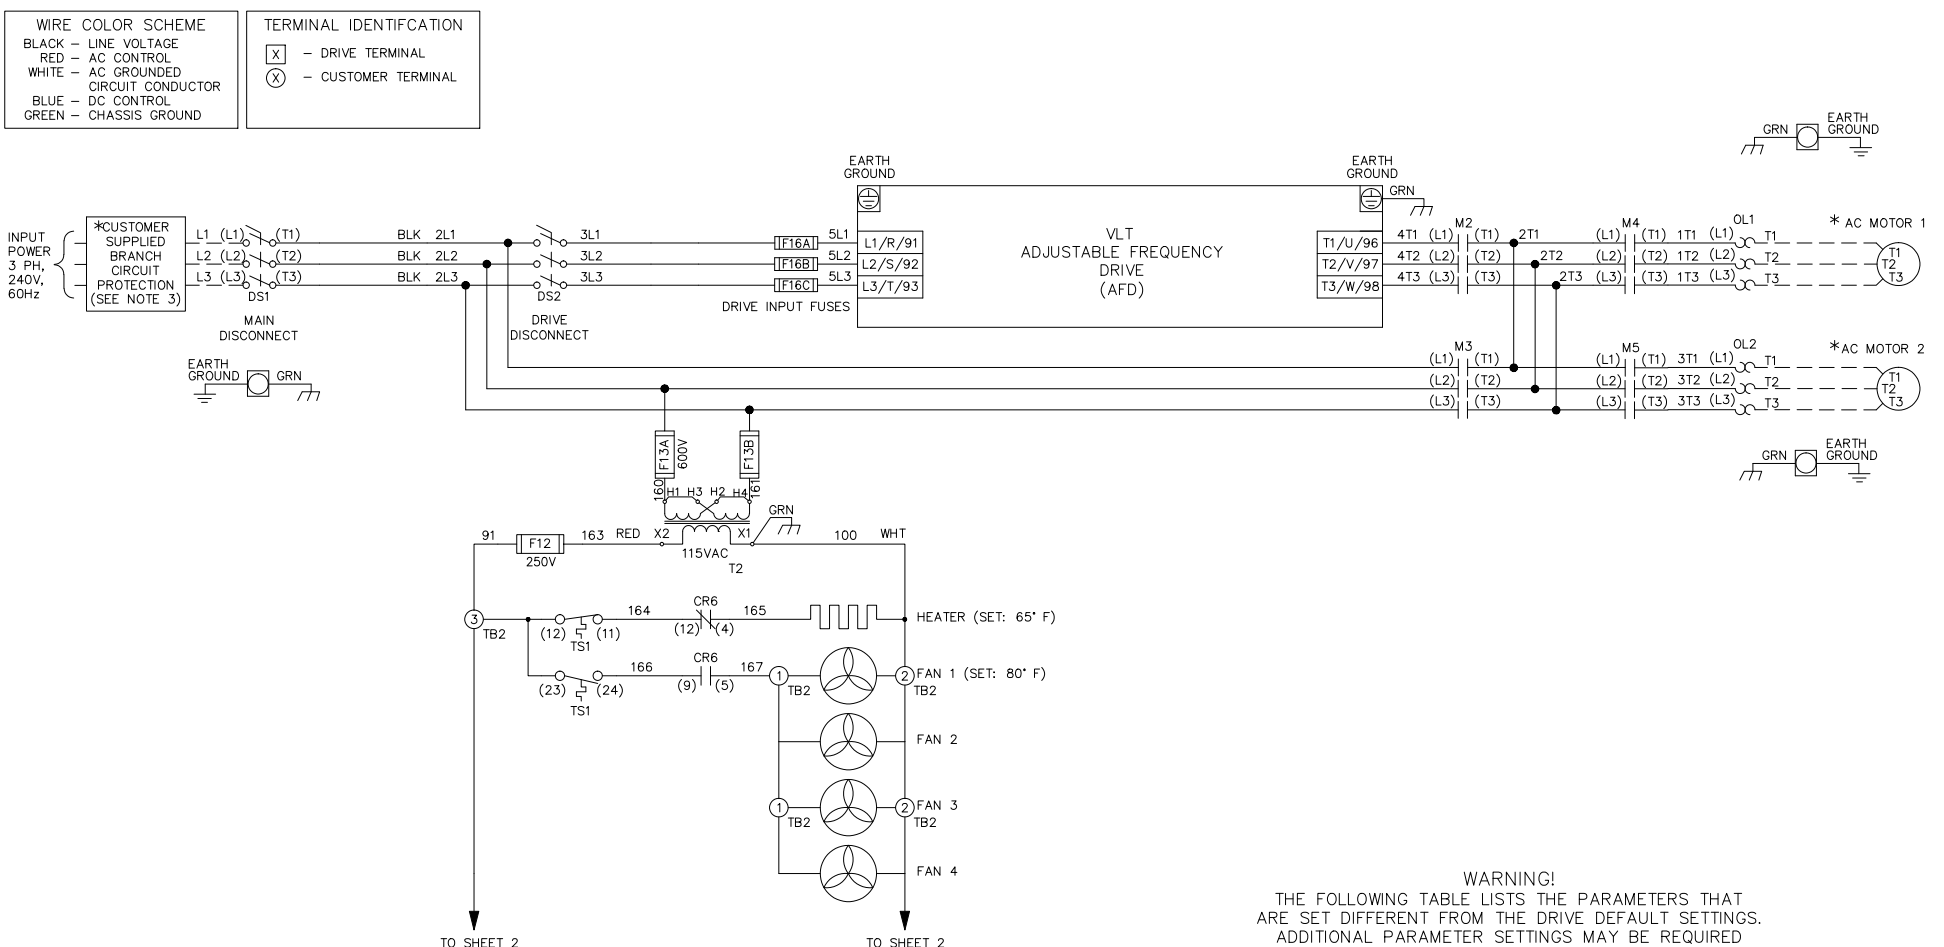 WIRE COLOR SCHEME
BLACK – LINE VOLTAGE
RED – AC CONTROL
WHITE – AC GROUNDED
CIRCUIT CONDUCTOR
BLUE – DC CONTROL
GREEN – CHASSIS GROUND
TERMINAL IDENTIFCATION
X – DRIVE TERMINAL
X – CUSTOMER TERMINAL
GRN
EARTH
GROUND
EARTH
GROUND
EARTH
GROUND
GRN
INPUT
POWER
3 PH,
240V,
60Hz
*CUSTOMER
SUPPLIED
BRANCH
CIRCUIT
PROTECTION
(SEE NOTE 3)
L1 (L1) (T1) BLK 2L1 3L1 F16A 5L1 L1/R/91
L2 (L2) (T2) BLK 2L2 3L2 F16B 5L2 L2/S/92
L3 (L3) (T3) BLK 2L3 3L3 F16C 5L3 L3/T/93
DS1
MAIN
DISCONNECT
DS2
DRIVE
DISCONNECT
DRIVE INPUT FUSES
VLT
ADJUSTABLE FREQUENCY
DRIVE
(AFD)
M2 M4 OL1 * AC MOTOR 1
T1/U/96 4T1 (L1) (T1) 2T1 (L1) (T1) 1T1 (L1) T1 T1
T2/V/97 4T2 (L2) (T2) 2T2 (L2) (T2) 1T2 (L2) T2 T2
T3/W/98 4T3 (L3) (T3) 2T3 (L3) (T3) 1T3 (L3) T3 T3
M3 M5 OL2 *AC MOTOR 2
(L1) (T1) (L1) (T1) 3T1 (L1) T1 T1
(L2) (T2) (L2) (T2) 3T2 (L2) T2 T2
(L3) (T3) (L3) (T3) 3T3 (L3) T3 T3
EARTH
GROUND GRN
GRN
EARTH
GROUND
F13A
600V
F13B
160 H1 H3 H2 H4 161
GRN
91 F12 163 RED X2 X1 100 WHT
250V
115VAC
T2
3
TB2
(12) TS1 (11) 164 CR6 (12) (4) 165 HEATER (SET: 65° F)
(23) TS1 (24) 166 CR6 (9) (5) 167 1 TB2 2 TB2 FAN 1 (SET: 80° F)
FAN 2
1 TB2 2 TB2 FAN 3
FAN 4
TO SHEET 2
TO SHEET 2
WARNING!
THE FOLLOWING TABLE LISTS THE PARAMETERS THAT
ARE SET DIFFERENT FROM THE DRIVE DEFAULT SETTINGS.
ADDITIONAL PARAMETER SETTINGS MAY BE REQUIRED